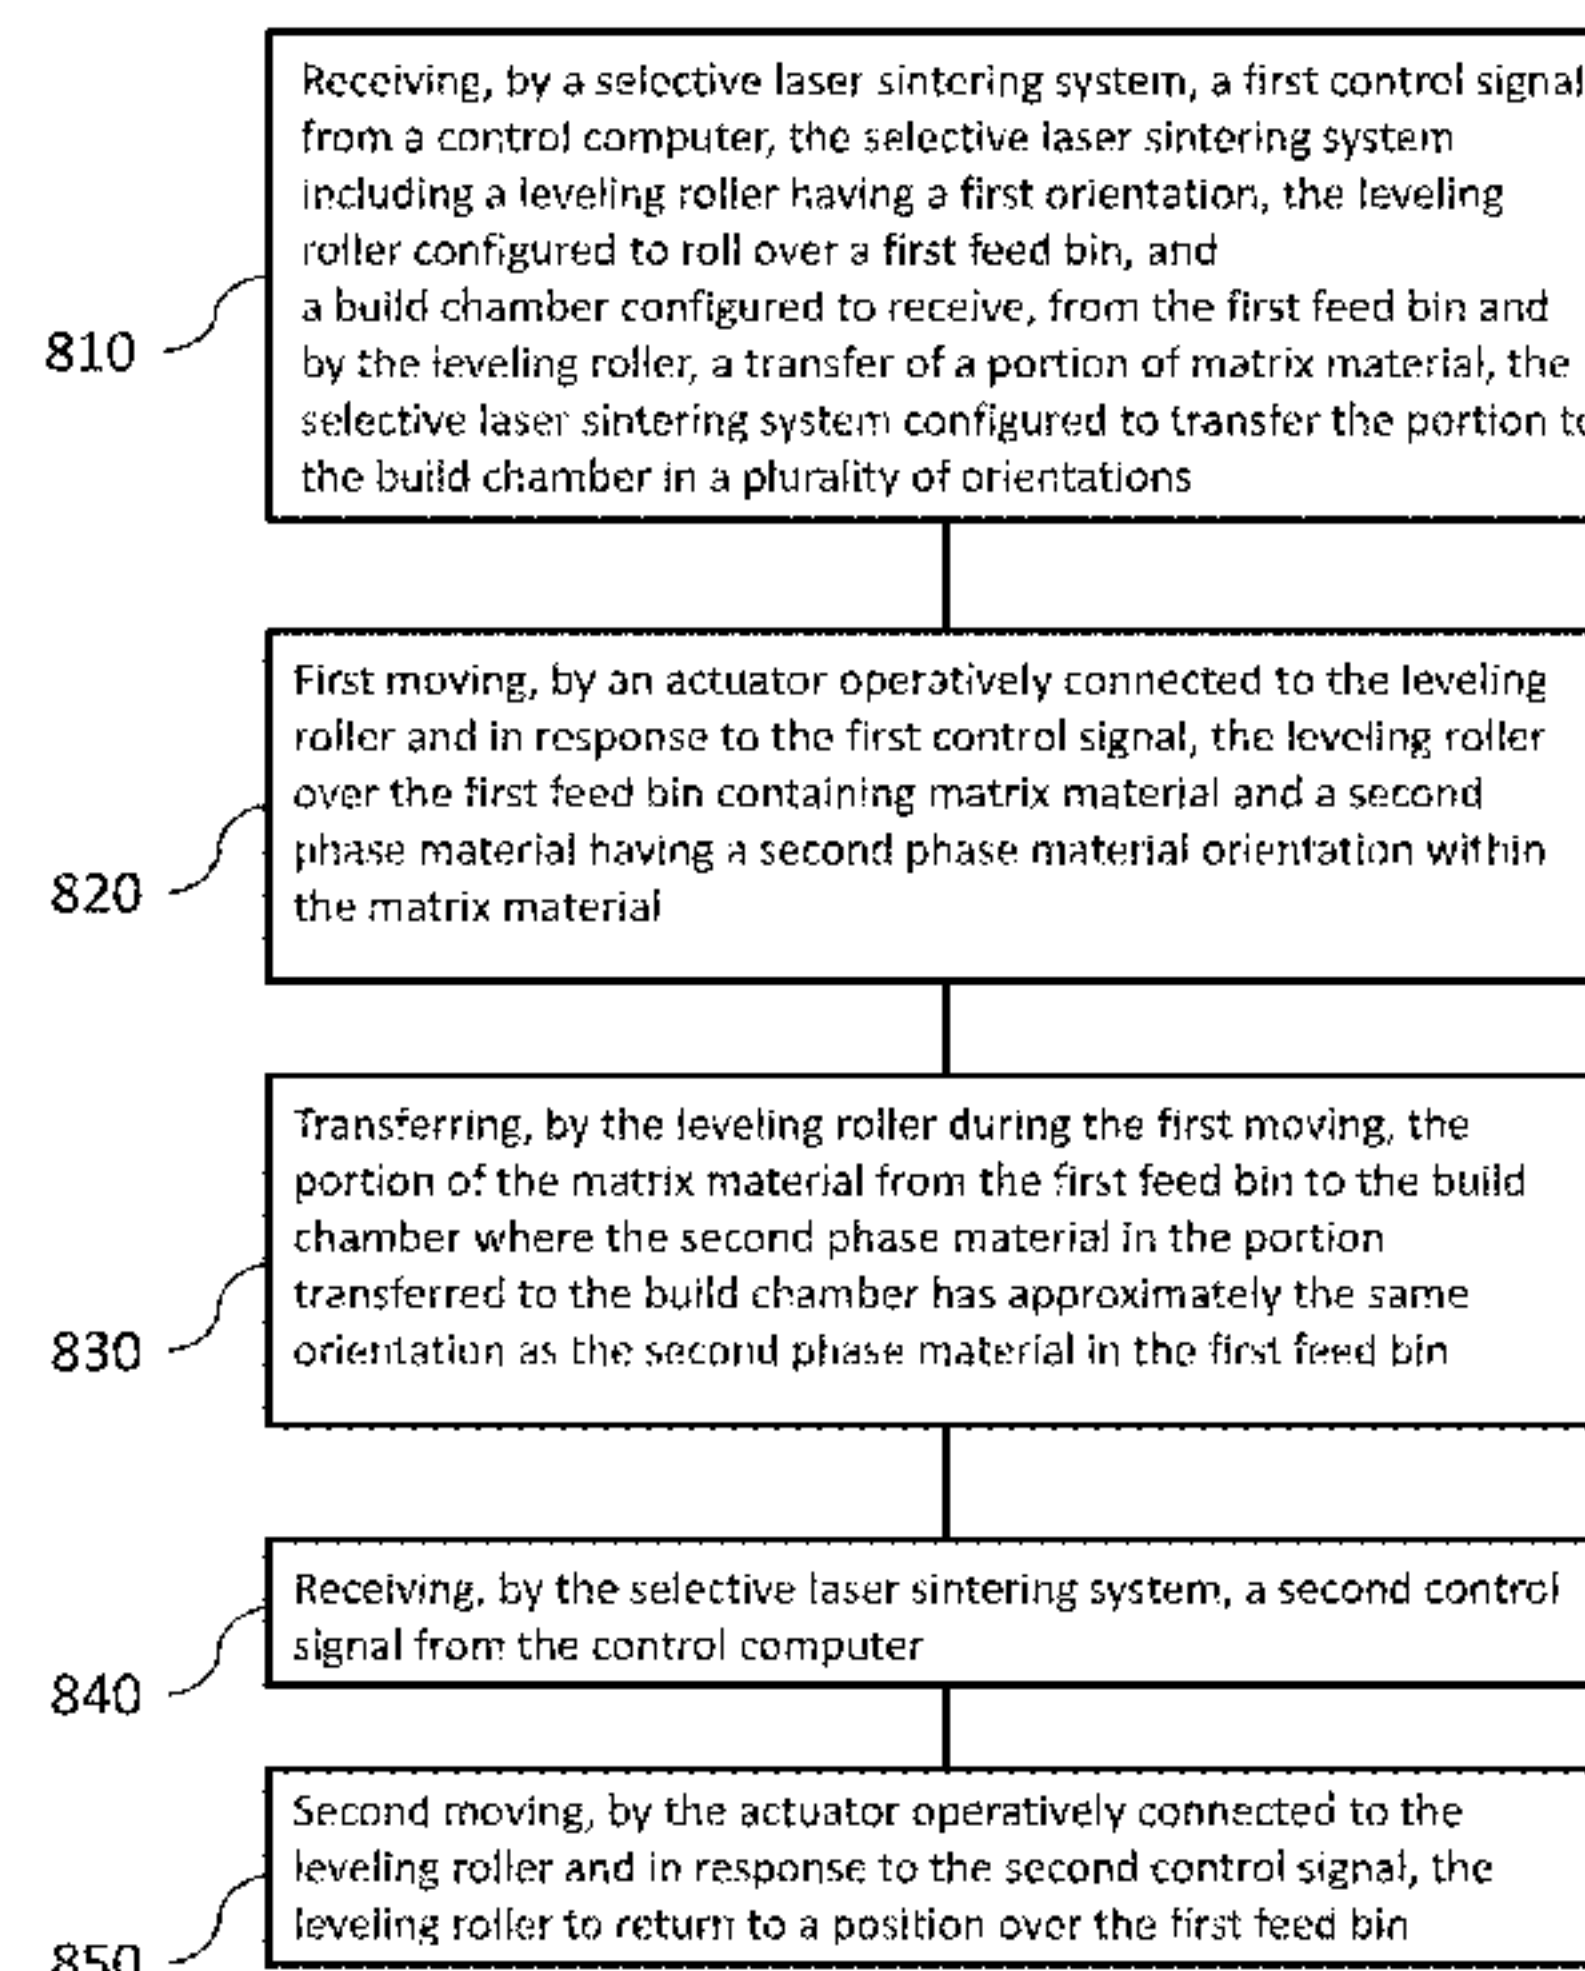 Receiving, by a selective laser sintering system, a first control signal
from a control computer, the selective laser sintering system
including a leveling roller having a first orientation, the leveling
roller configured to roll over a first feed bin, and
a build chamber configured to receive, from the first feed bin and
810
by the leveling roller, a transfer of a portion of matrix material, the
selective laser sintering system configured to transfer the portion to
the build chamber in a plurality of orientations
First moving, by an actuator operatively connected to the leveling
roller and in response to the first control signal, the leveling roller
over the first feed bin containing matrix material and a second
phase material having a second phase material orientation within
820
the matrix material
Transferring, by the leveling roller during the first moving, the
portion of the matrix material from the first feed bin to the build
chamber where the second phase material in the portion
transferred to the build chamber has approximately the same
830
orientation as the second phase material in the first feed bin
Receiving, by the selective laser sintering system, a second control
signal from the control computer
840
Second moving, by the actuator operatively connected to the
leveling roller and in response to the second control signal, the
leveling roller to return to a position over the first feed bin
850